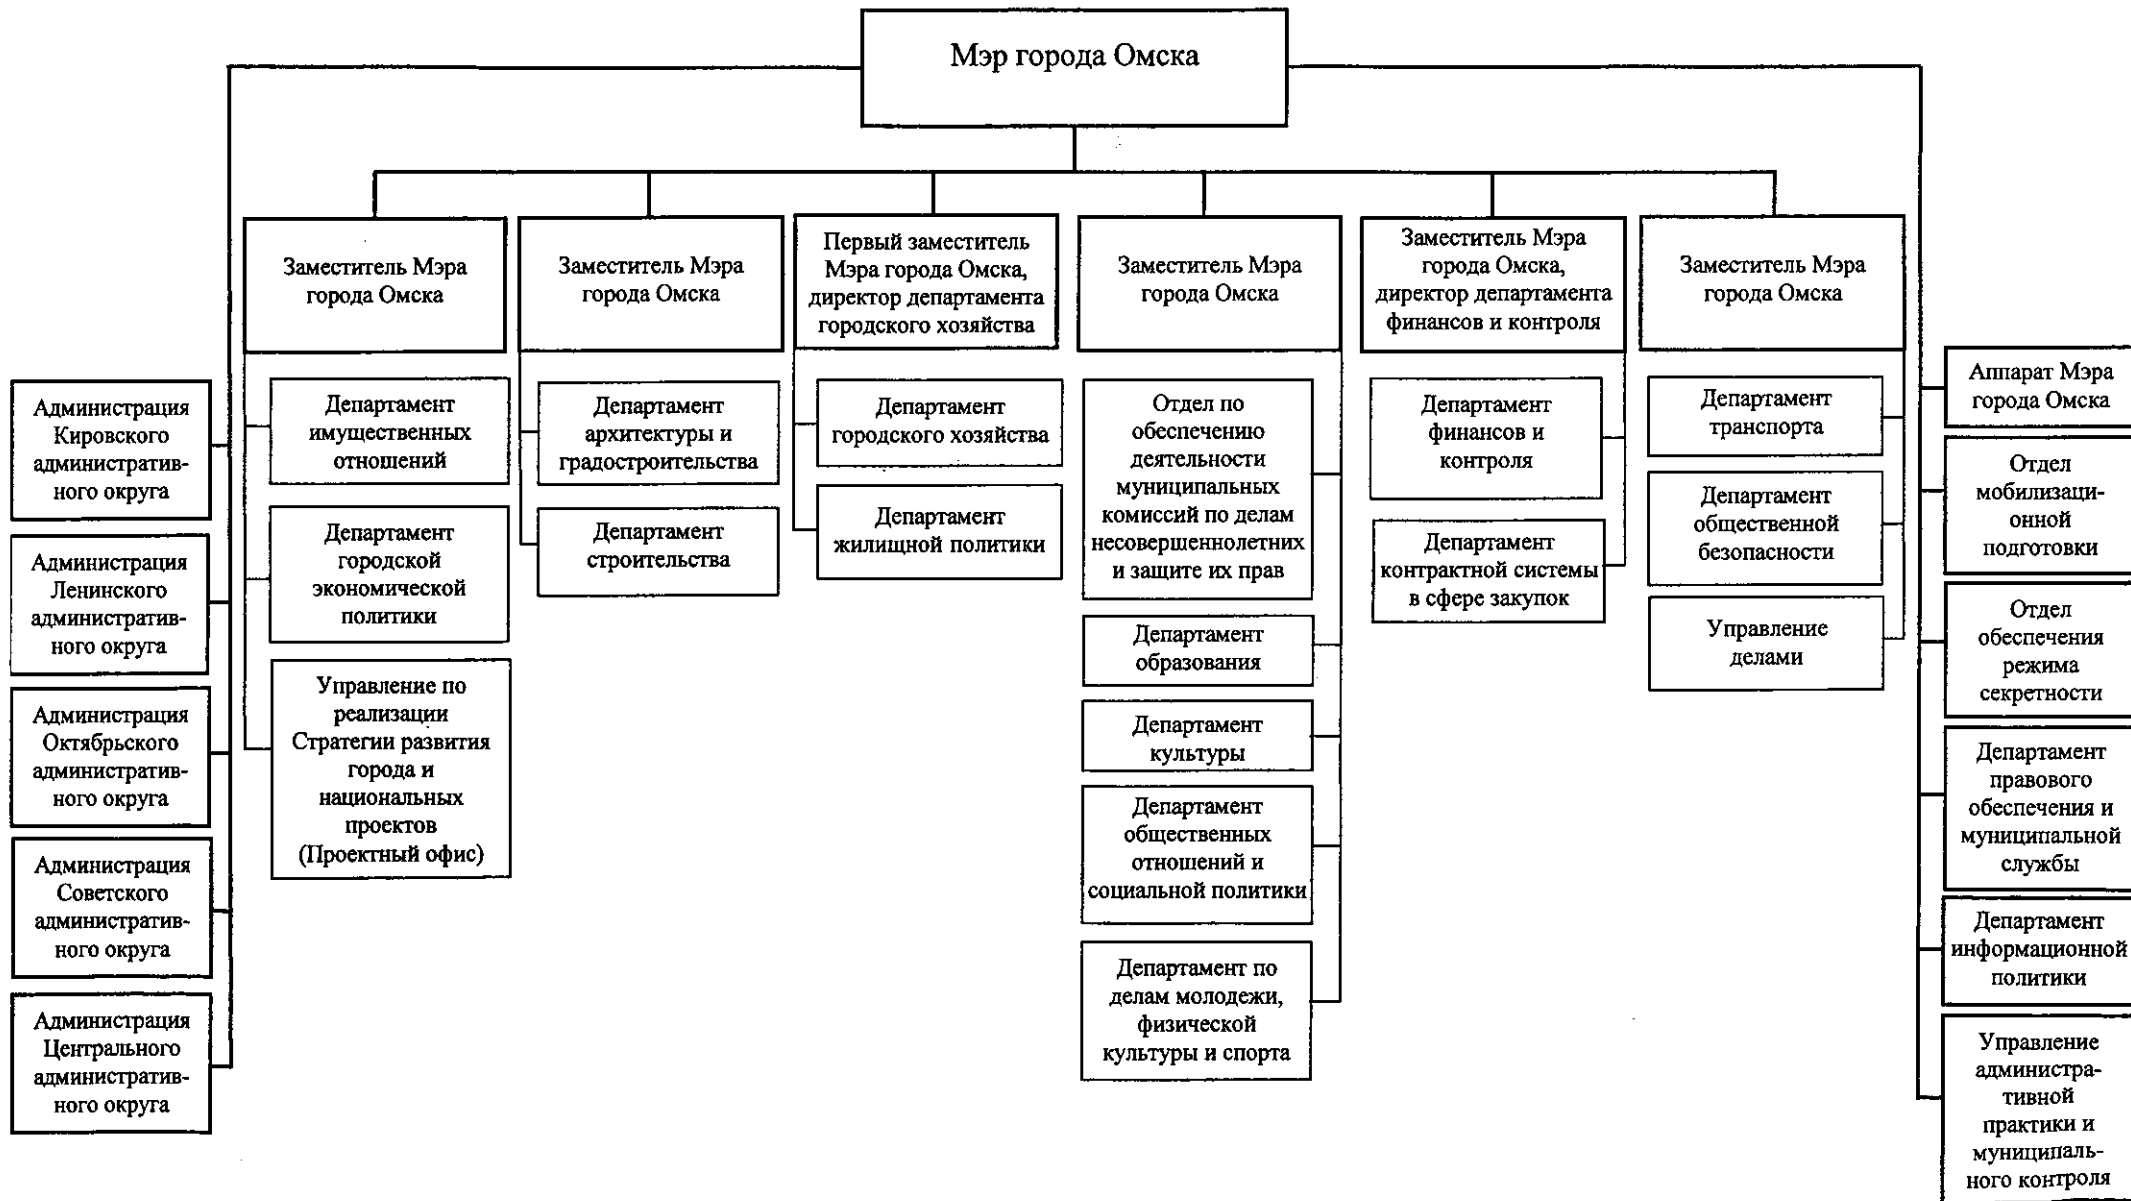 Мэр города Омска
Заместитель Мэра
города Омска
Заместитель Мэра
города Омска
Первый заместитель
Мэра города Омска,
директор департамента
городского хозяйства
Заместитель Мэра
города Омска
Заместитель Мэра
города Омска,
директор департамента
финансов и контроля
Заместитель Мэра
города Омска
Администрация
Кировского
административ-
ного округа
Администрация
Ленинского
административ-
ного округа
Администрация
Октябрьского
административ-
ного округа
Администрация
Советского
административ-
ного округа
Администрация
Центрального
административ-
ного округа
Департамент
имущественных
отношений
Департамент
городской
экономической
политики
Управление по
реализации
Стратегии развития
города и
национальных
проектов
(Проектный офис)
Департамент
архитектуры и
градостроительства
Департамент
строительства
Департамент
городского хозяйства
Департамент
жилищной политики
Отдел по
обеспечению
деятельности
муниципальных
комиссий по делам
несовершеннолетних
и защите их прав
Департамент
образования
Департамент
культуры
Департамент
общественных
отношений и
социальной политики
Департамент по
делам молодежи,
физической
культуры и спорта
Департамент
финансов и
контроля
Департамент
контрактной системы
в сфере закупок
Департамент
транспорта
Департамент
общественной
безопасности
Управление
делами
Аппарат Мэра
города Омска
Отдел
мобилизаци-
онной
подготовки
Отдел
обеспечения
режима
секретности
Департамент
правового
обеспечения и
муниципальной
службы
Департамент
информационной
политики
Управление
администра-
тивной
практики и
муниципаль-
ного контроля